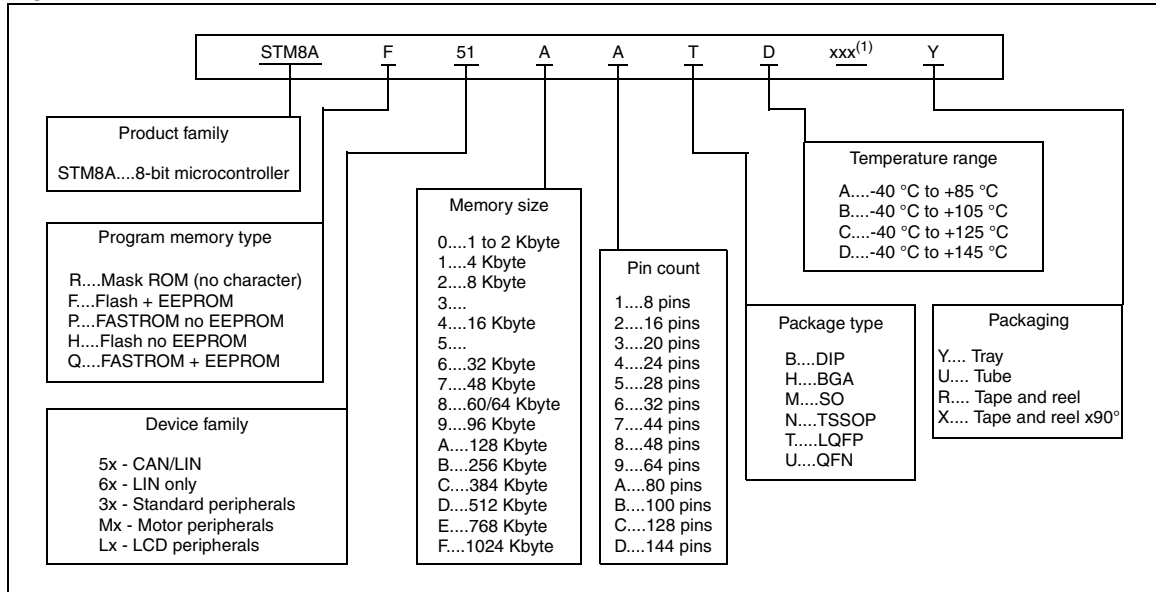 STM8A F 51 A A T D xxx(1) Y
Product family
STM8A....8-bit microcontroller
Program memory type
R....Mask ROM (no character)
F....Flash + EEPROM
P....FASTROM no EEPROM
H....Flash no EEPROM
Q....FASTROM + EEPROM
Device family
5x - CAN/LIN
6x - LIN only
3x - Standard peripherals
Mx - Motor peripherals
Lx - LCD peripherals
Memory size
0....1 to 2 Kbyte
1....4 Kbyte
2....8 Kbyte
3....
4....16 Kbyte
5....
6....32 Kbyte
7....48 Kbyte
8....60/64 Kbyte
9....96 Kbyte
A....128 Kbyte
B....256 Kbyte
C....384 Kbyte
D....512 Kbyte
E....768 Kbyte
F....1024 Kbyte
Pin count
1....8 pins
2....16 pins
3....20 pins
4....24 pins
5....28 pins
6....32 pins
7....44 pins
8....48 pins
9....64 pins
A....80 pins
B....100 pins
C....128 pins
D....144 pins
Package type
B....DIP
H....BGA
M....SO
N....TSSOP
T.....LQFP
U....QFN
Temperature range
A....-40 °C to +85 °C
B....-40 °C to +105 °C
C....-40 °C to +125 °C
D....-40 °C to +145 °C
Packaging
Y.... Tray
U.... Tube
R.... Tape and reel
X.... Tape and reel x90°